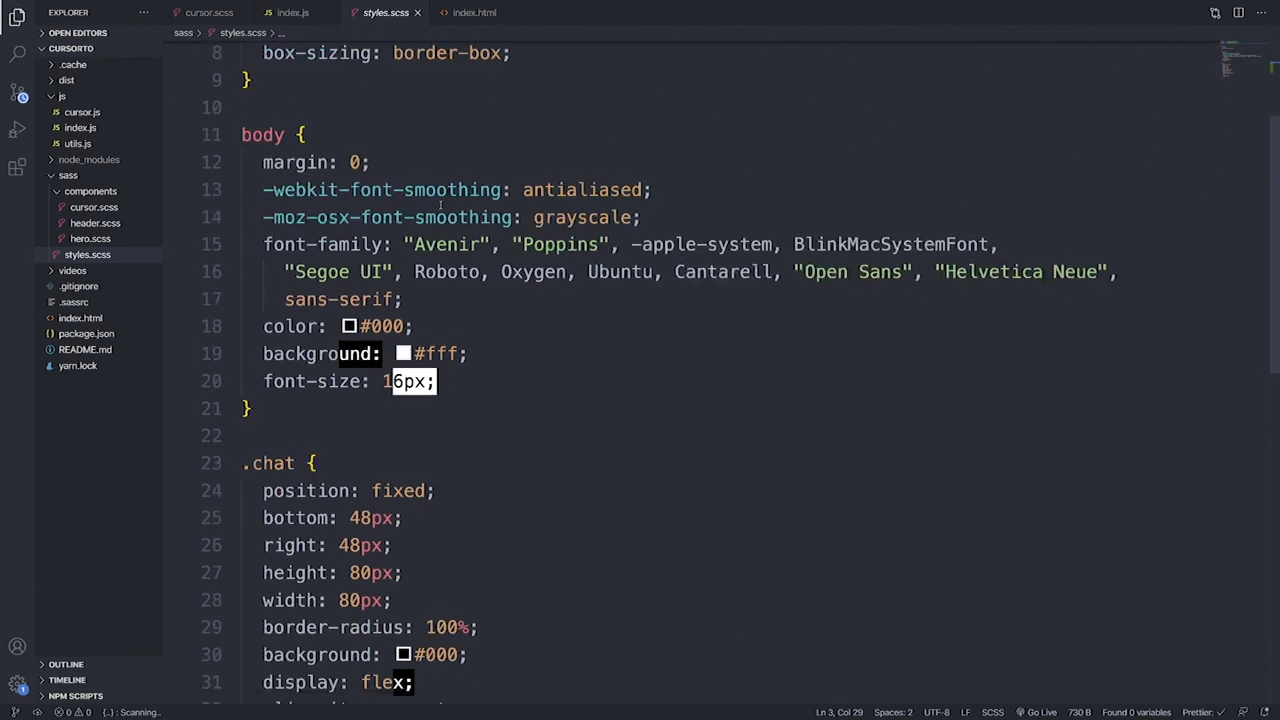 EXPLORER
cursor.scss
index.js
styles.scss
index.html
OPEN EDITORS
CURSORTO
.cache
dist
js
cursor.js
index.js
utils.js
node_modules
sass
components
cursor.scss
header.scss
hero.scss
styles.scss
videos
.gitignore
.sassrc
index.html
package.json
README.md
yarn.lock
OUTLINE
TIMELINE
NPM SCRIPTS
sass > styles.scss > ...
8 box-sizing: border-box;
9 }
10
11 body {
12 margin: 0;
13 -webkit-font-smoothing: antialiased;
14 -moz-osx-font-smoothing: grayscale;
15 font-family: "Avenir", "Poppins", -apple-system, BlinkMacSystemFont,
16 "Segoe UI", Roboto, Oxygen, Ubuntu, Cantarell, "Open Sans", "Helvetica Neue",
17 sans-serif;
18 color: #000;
19 background: #fff;
20 font-size: 16px;
21 }
22
23 .chat {
24 position: fixed;
25 bottom: 48px;
26 right: 48px;
27 height: 80px;
28 width: 80px;
29 border-radius: 100%;
30 background: #000;
31 display: flex;
0 0 {..} : Scanning.. Ln 3, Col 29 Spaces: 2 UTF-8 LF SCSS Go Live 730 B Found 0 variables Prettier: ✓